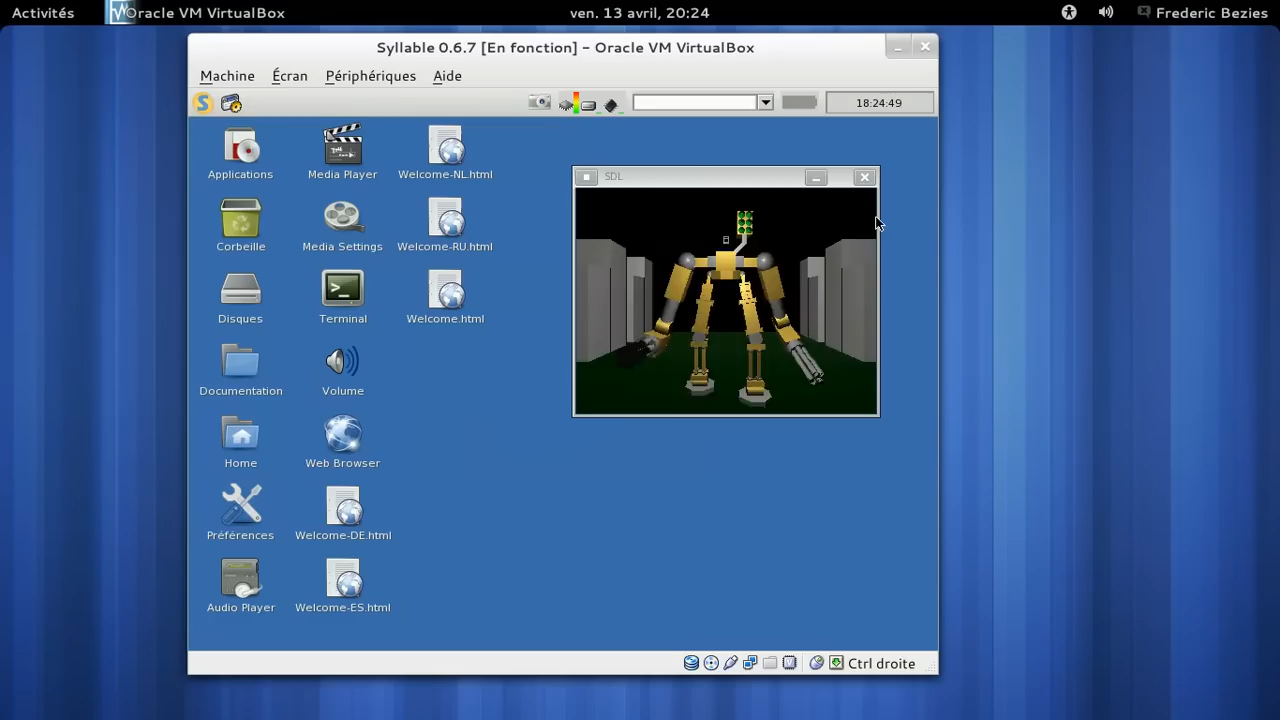 Activités
Oracle VM VirtualBox
ven. 13 avril, 20:24
Frederic Bezies
Syllable 0.6.7 [En fonction] – Oracle VM VirtualBox
Machine
Écran
Périphériques
Aide
18:24:49
Applications
Media Player
Welcome-NL.html
Corbeille
Media Settings
Welcome-RU.html
Disques
Terminal
Welcome.html
Documentation
Volume
Home
Web Browser
Préférences
Welcome-DE.html
Audio Player
Welcome-ES.html
SDL
Ctrl droite